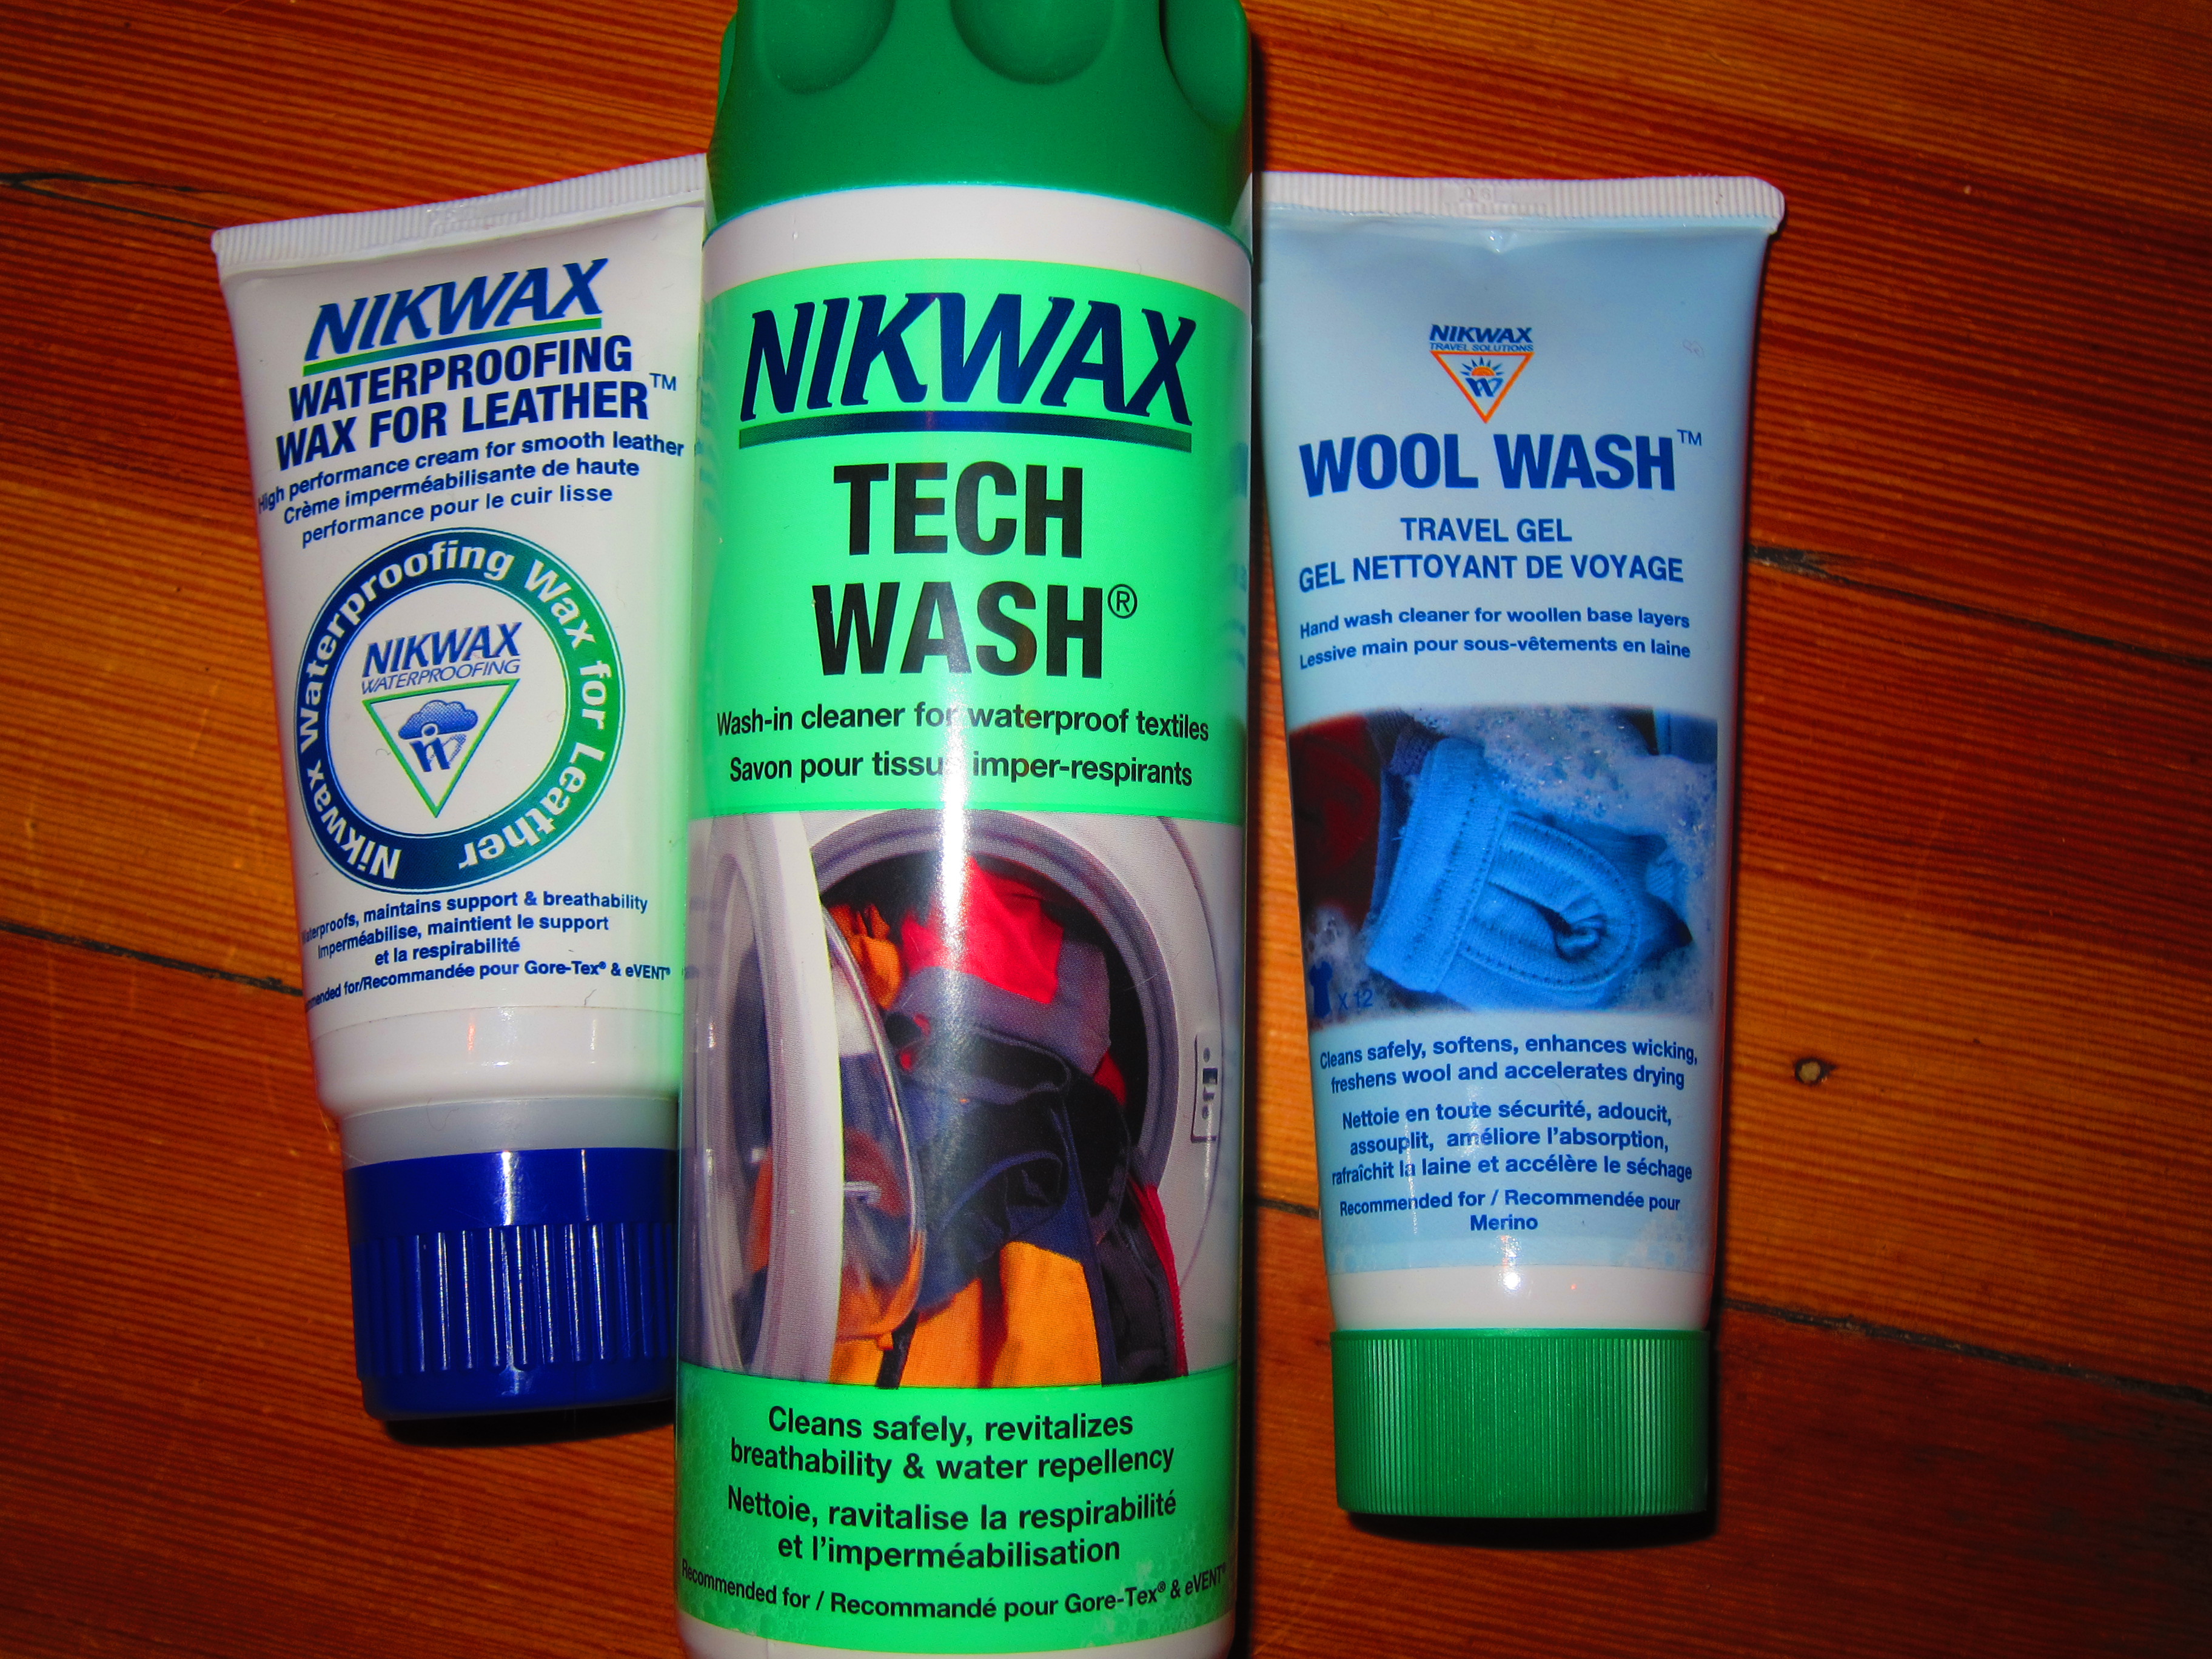 NIKWAX
WATERPROOFING
WAX FOR LEATHER™
High performance cream for smooth leather
Crème imperméabilisante de haute
performance pour le cuir lisse
Nikwax Waterproofing Wax for Leather
NIKWAX
WATERPROOFING
maintains support & breathability
Imperméabilise, maintient le support
et la respirabilité
for/Recommandée pour Gore-Tex® & eVENT®
NIKWAX
TECH
WASH®
Wash-in cleaner for waterproof textiles
Savon pour tissus imper-respirants
Cleans safely, revitalizes
breathability & water repellency
Nettoie, ravitalise la respirabilité
et l'imperméabilisation
Recommended for / Recommandé pour Gore-Tex® & eVENT®
NIKWAX
TRAVEL SOLUTIONS
WOOL WASH™
TRAVEL GEL
GEL NETTOYANT DE VOYAGE
Hand wash cleaner for woollen base layers
Lessive main pour sous-vêtements en laine
X 12
Cleans safely, softens, enhances wicking,
freshens wool and accelerates drying
Nettoie en toute sécurité, adoucit,
assouplit, améliore l'absorption,
rafraîchit la laine et accélère le séchage
Recommended for / Recommendée pour
Merino